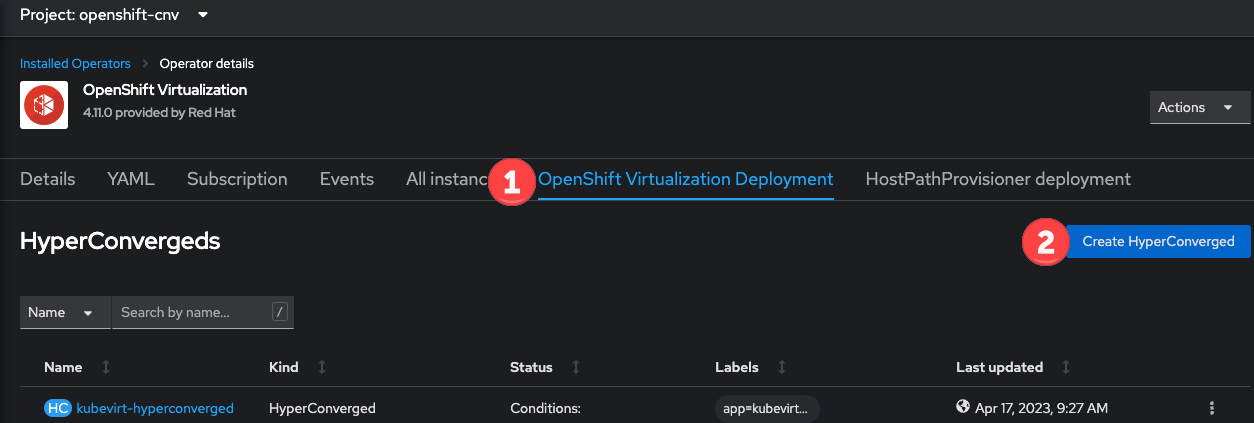 Project: openshift-cnv
Installed Operators > Operator details
OpenShift Virtualization
4.11.0 provided by Red Hat
Actions
Details YAML Subscription Events All instanc 1 OpenShift Virtualization Deployment HostPathProvisioner deployment
HyperConvergeds
2 Create HyperConverged
Name Search by name... /
Name Kind Status Labels Last updated
HC kubevirt-hyperconverged HyperConverged Conditions: app=kubevirt... Apr 17, 2023, 9:27 AM